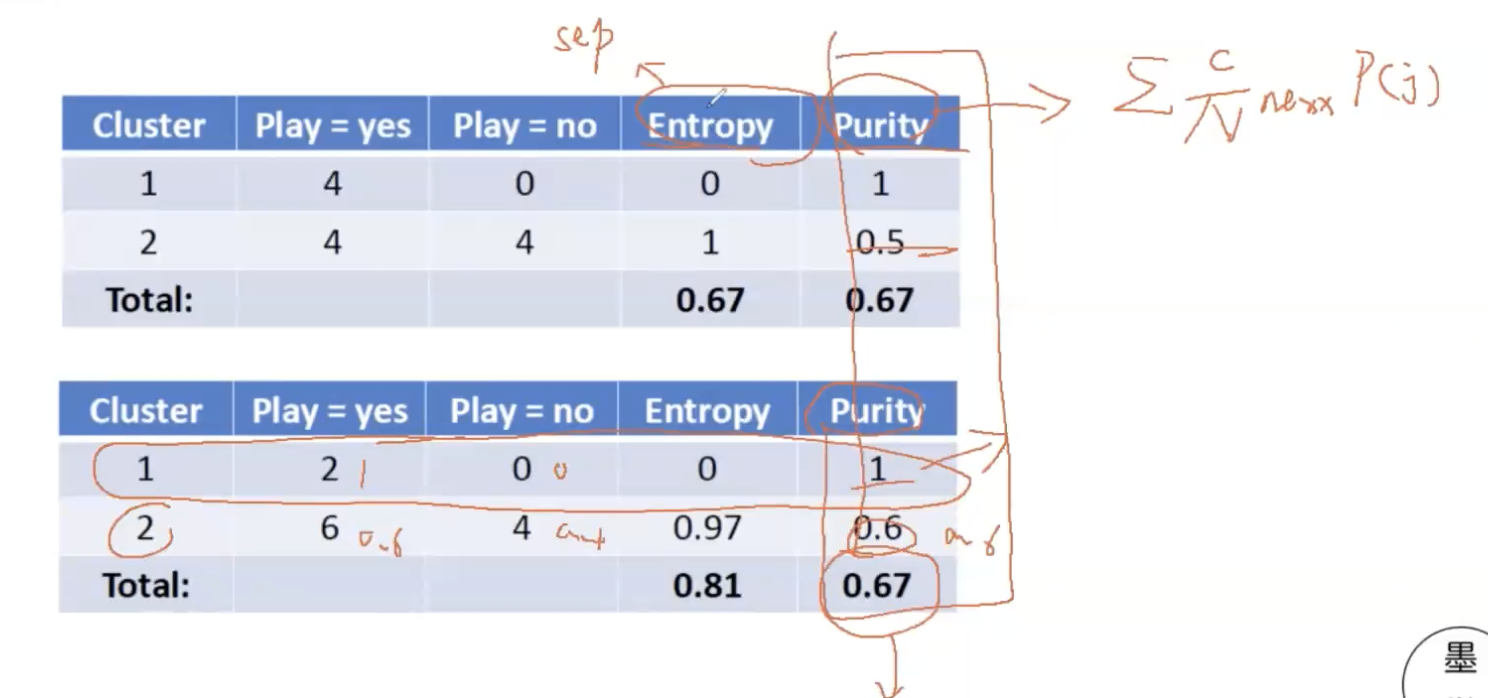 sep
Σ C/N max P(j)
Cluster Play = yes Play = no Entropy Purity
1 4 0 0 1
2 4 4 1 0.5
Total: 0.67 0.67
Cluster Play = yes Play = no Entropy Purity
1 2 1 0 0 0 1
2 6 0.6 4 0.4 0.97 0.6 0.6
Total: 0.81 0.67
墨